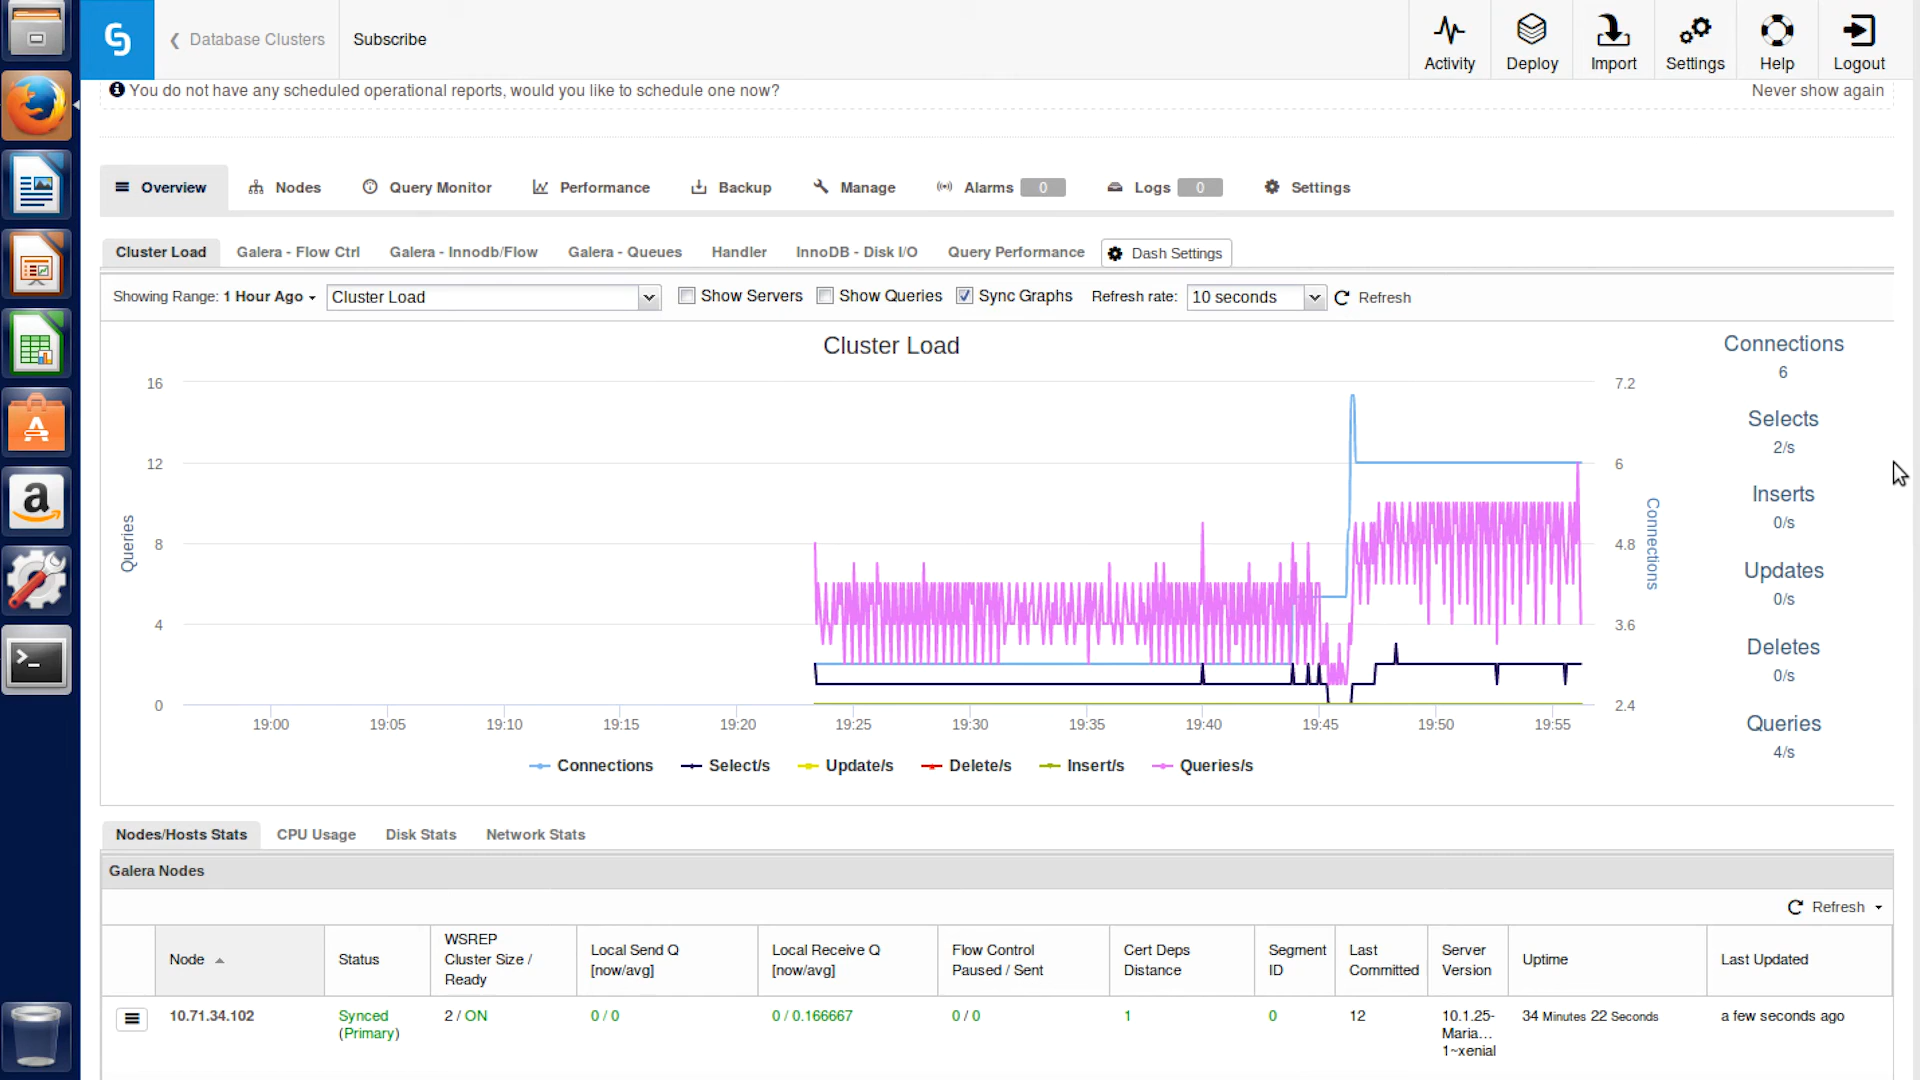 Database Clusters
Subscribe
Activity
Deploy
Import
Settings
Help
Logout
You do not have any scheduled operational reports, would you like to schedule one now?
Never show again
Overview
Nodes
Query Monitor
Performance
Backup
Manage
Alarms 0
Logs 0
Settings
Cluster Load
Galera - Flow Ctrl
Galera - Innodb/Flow
Galera - Queues
Handler
InnoDB - Disk I/O
Query Performance
Dash Settings
Showing Range: 1 Hour Ago
Cluster Load
Show Servers
Show Queries
Sync Graphs
Refresh rate:
10 seconds
Refresh
Cluster Load
16
12
8
4
0
Queries
7.2
6
4.8
3.6
2.4
Connections
19:00
19:05
19:10
19:15
19:20
19:25
19:30
19:35
19:40
19:45
19:50
19:55
Connections
Select/s
Update/s
Delete/s
Insert/s
Queries/s
Connections
6
Selects
2/s
Inserts
0/s
Updates
0/s
Deletes
0/s
Queries
4/s
Nodes/Hosts Stats
CPU Usage
Disk Stats
Network Stats
Galera Nodes
Refresh
Node
Status
WSREP
Cluster Size /
Ready
Local Send Q
[now/avg]
Local Receive Q
[now/avg]
Flow Control
Paused / Sent
Cert Deps
Distance
Segment
ID
Last
Committed
Server
Version
Uptime
Last Updated
10.71.34.102
Synced
(Primary)
2 / ON
0 / 0
0 / 0.166667
0 / 0
1
0
12
10.1.25-
Maria...
1~xenial
34 Minutes 22 Seconds
a few seconds ago